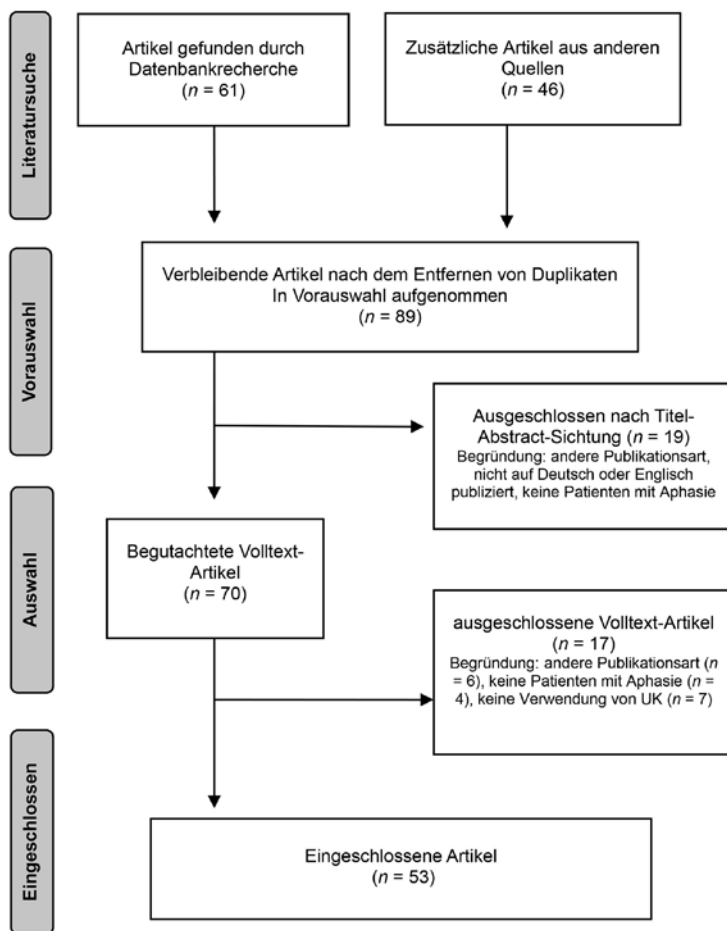 Literatursuche
Artikel gefunden durch
Datenbankrecherche
(n = 61)
Zusätzliche Artikel aus anderen
Quellen
(n = 46)
Vorauswahl
Verbleibende Artikel nach dem Entfernen von Duplikaten
In Vorauswahl aufgenommen
(n = 89)
Ausgeschlossen nach Titel-
Abstract-Sichtung (n = 19)
Begründung: andere Publikationsart,
nicht auf Deutsch oder Englisch
publiziert, keine Patienten mit Aphasie
Auswahl
Begutachtete Volltext-
Artikel
(n = 70)
ausgeschlossene Volltext-Artikel
(n = 17)
Begründung: andere Publikationsart (n
= 6), keine Patienten mit Aphasie (n =
4), keine Verwendung von UK (n = 7)
Eingeschlossen
Eingeschlossene Artikel
(n = 53)